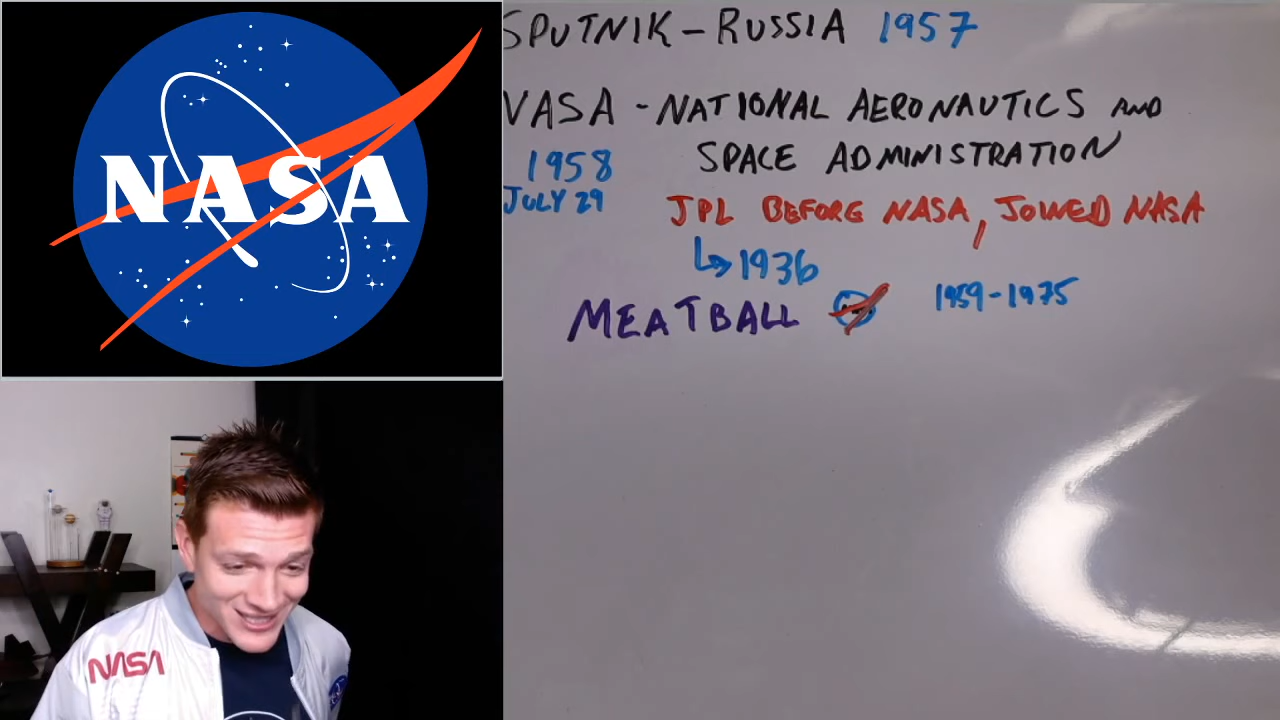 NASA
SPUTNIK - RUSSIA 1957
NASA - NATIONAL AERONAUTICS AND
SPACE ADMINISTRATION
1958
JULY 29
JPL BEFORE NASA, JOINED NASA
1936
MEATBALL
1959-1975
NASA